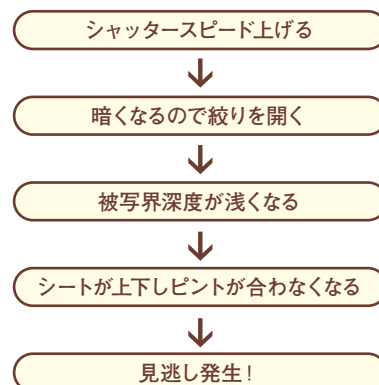 シャッタースピード上げる
暗くなるので絞りを開く
被写界深度が浅くなる
シートが上下しピントが合わなくなる
見逃し発生！